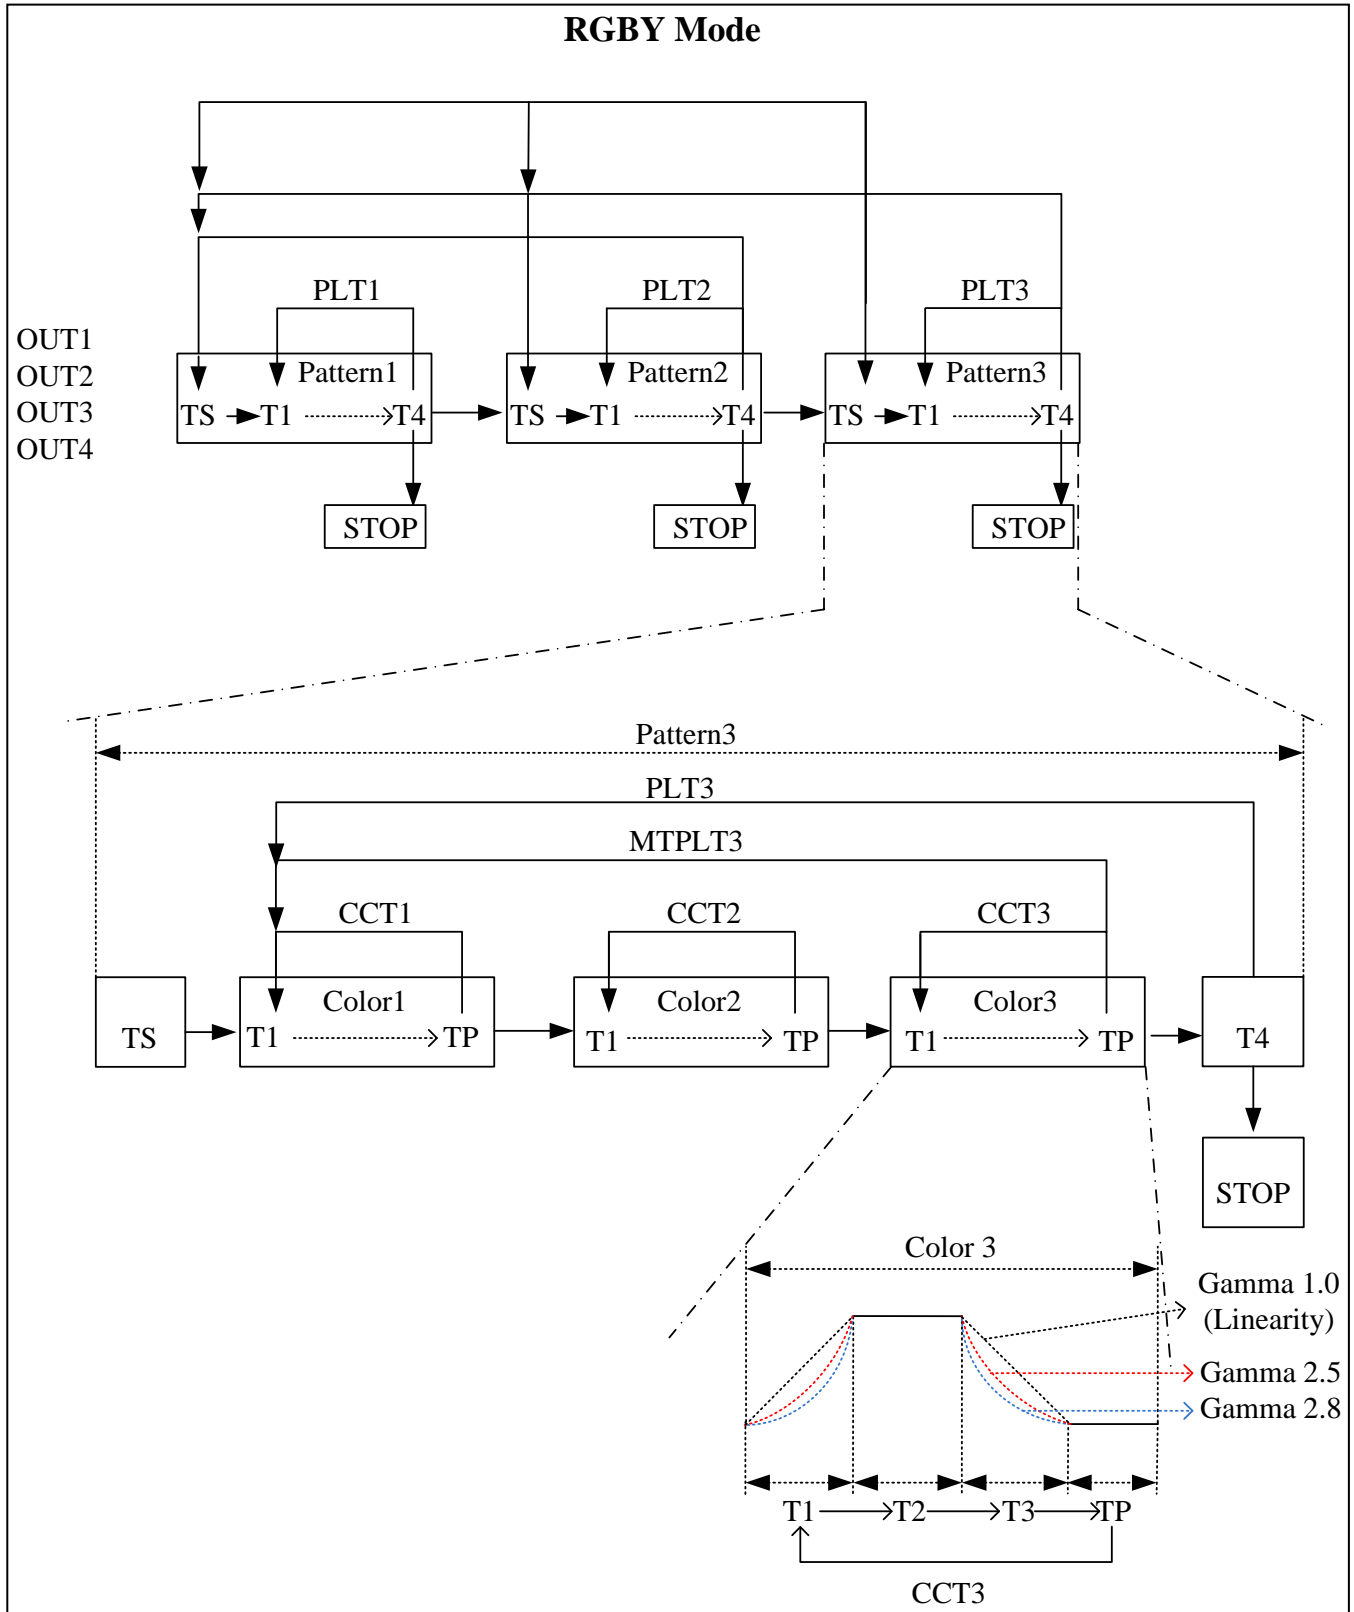 RGBY Mode
PLT1 PLT2 PLT3
OUT1
OUT2
OUT3
OUT4
Pattern1 Pattern2 Pattern3
TS T1 T4 TS T1 T4 TS T1 T4
STOP STOP STOP
Pattern3
PLT3
MTPLT3
CCT1 CCT2 CCT3
Color1 Color2 Color3
TS T1 TP T1 TP T1 TP T4
STOP
Color 3
Gamma 1.0
(Linearity)
Gamma 2.5
Gamma 2.8
T1 T2 T3 TP
CCT3